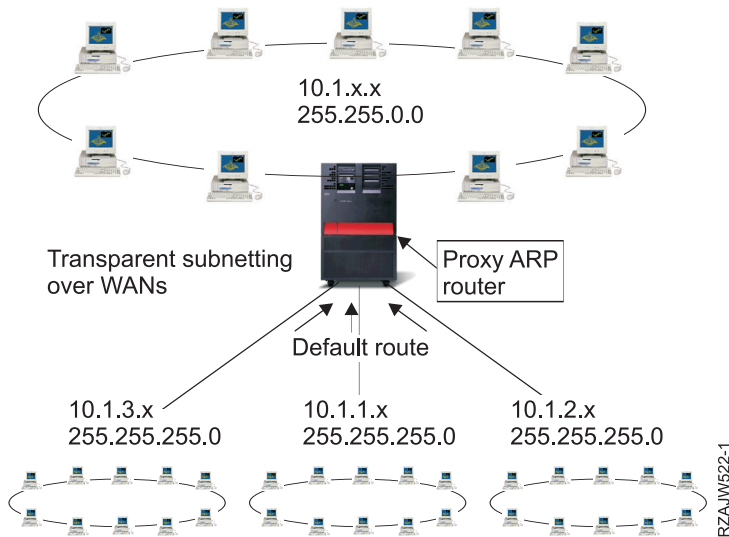 10.1.x.x
255.255.0.0
Transparent subnetting
over WANs
Proxy ARP
router
Default route
10.1.3.x
255.255.255.0
10.1.1.x
255.255.255.0
10.1.2.x
255.255.255.0
RZAJW522-1